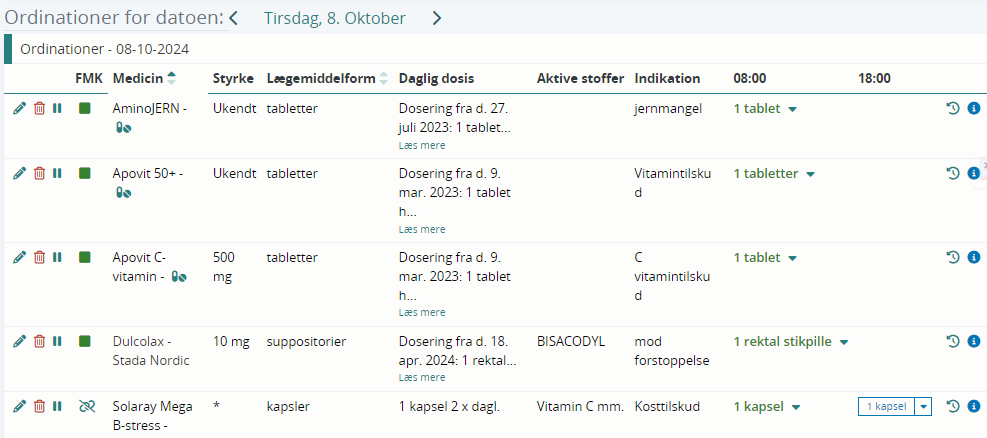 Ordinationer for datoen: Tirsdag, 8. Oktober
Ordinationer - 08-10-2024
FMK Medicin Styrke Lægemiddelform Daglig dosis Aktive stoffer Indikation 08:00 18:00
AminoJERN - Ukendt tabletter Dosering fra d. 27. jernmangel 1 tablet
juli 2023: 1 tablet...
Læs mere
Apovit 50+ - Ukendt tabletter Dosering fra d. 9. Vitamintilsku 1 tabletter
mar. 2023: 1 tablet d
h...
Læs mere
Apovit C- 500 tabletter Dosering fra d. 9. C 1 tablet
vitamin - mg mar. 2023: 1 tablet vitamintilsku
h... d
Læs mere
Dulcolax - 10 mg suppositorier Dosering fra d. 18. BISACODYL mod 1 rektal stikpille
Stada Nordic apr. 2024: 1 rektal... forstoppelse
Læs mere
Solaray Mega * kapsler 1 kapsel 2 x dagl. Vitamin C mm. Kosttilskud 1 kapsel 1 kapsel
B-stress -